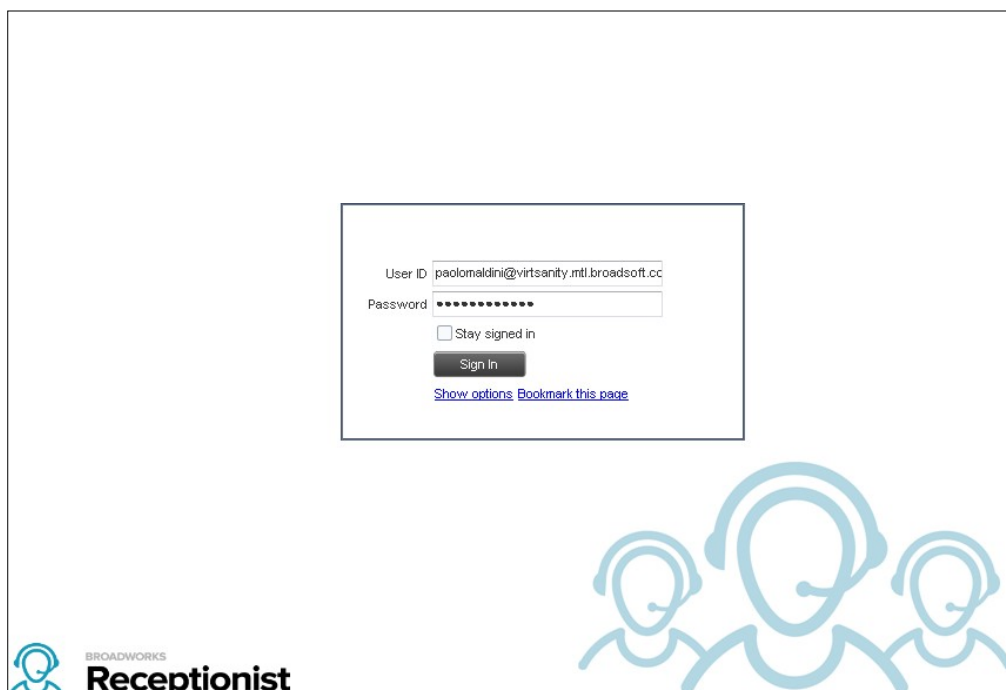 User ID paolomaldini@virtsanity.mtl.broadsoft.cc
Password ••••••••••••
Stay signed in
Sign In
Show options Bookmark this page
BROADWORKS
Receptionist